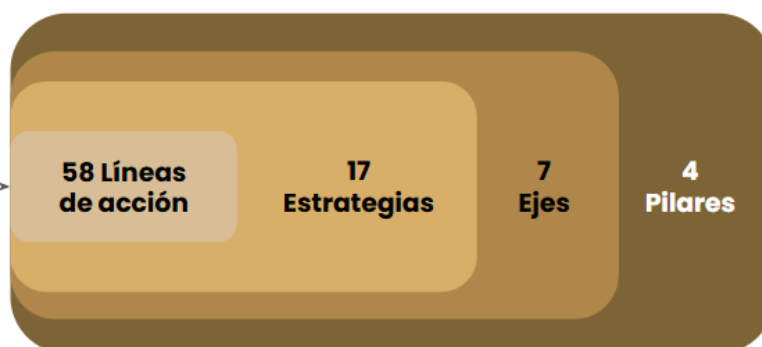 58 Líneas
de acción
17
Estrategias
7
Ejes
4
Pilares